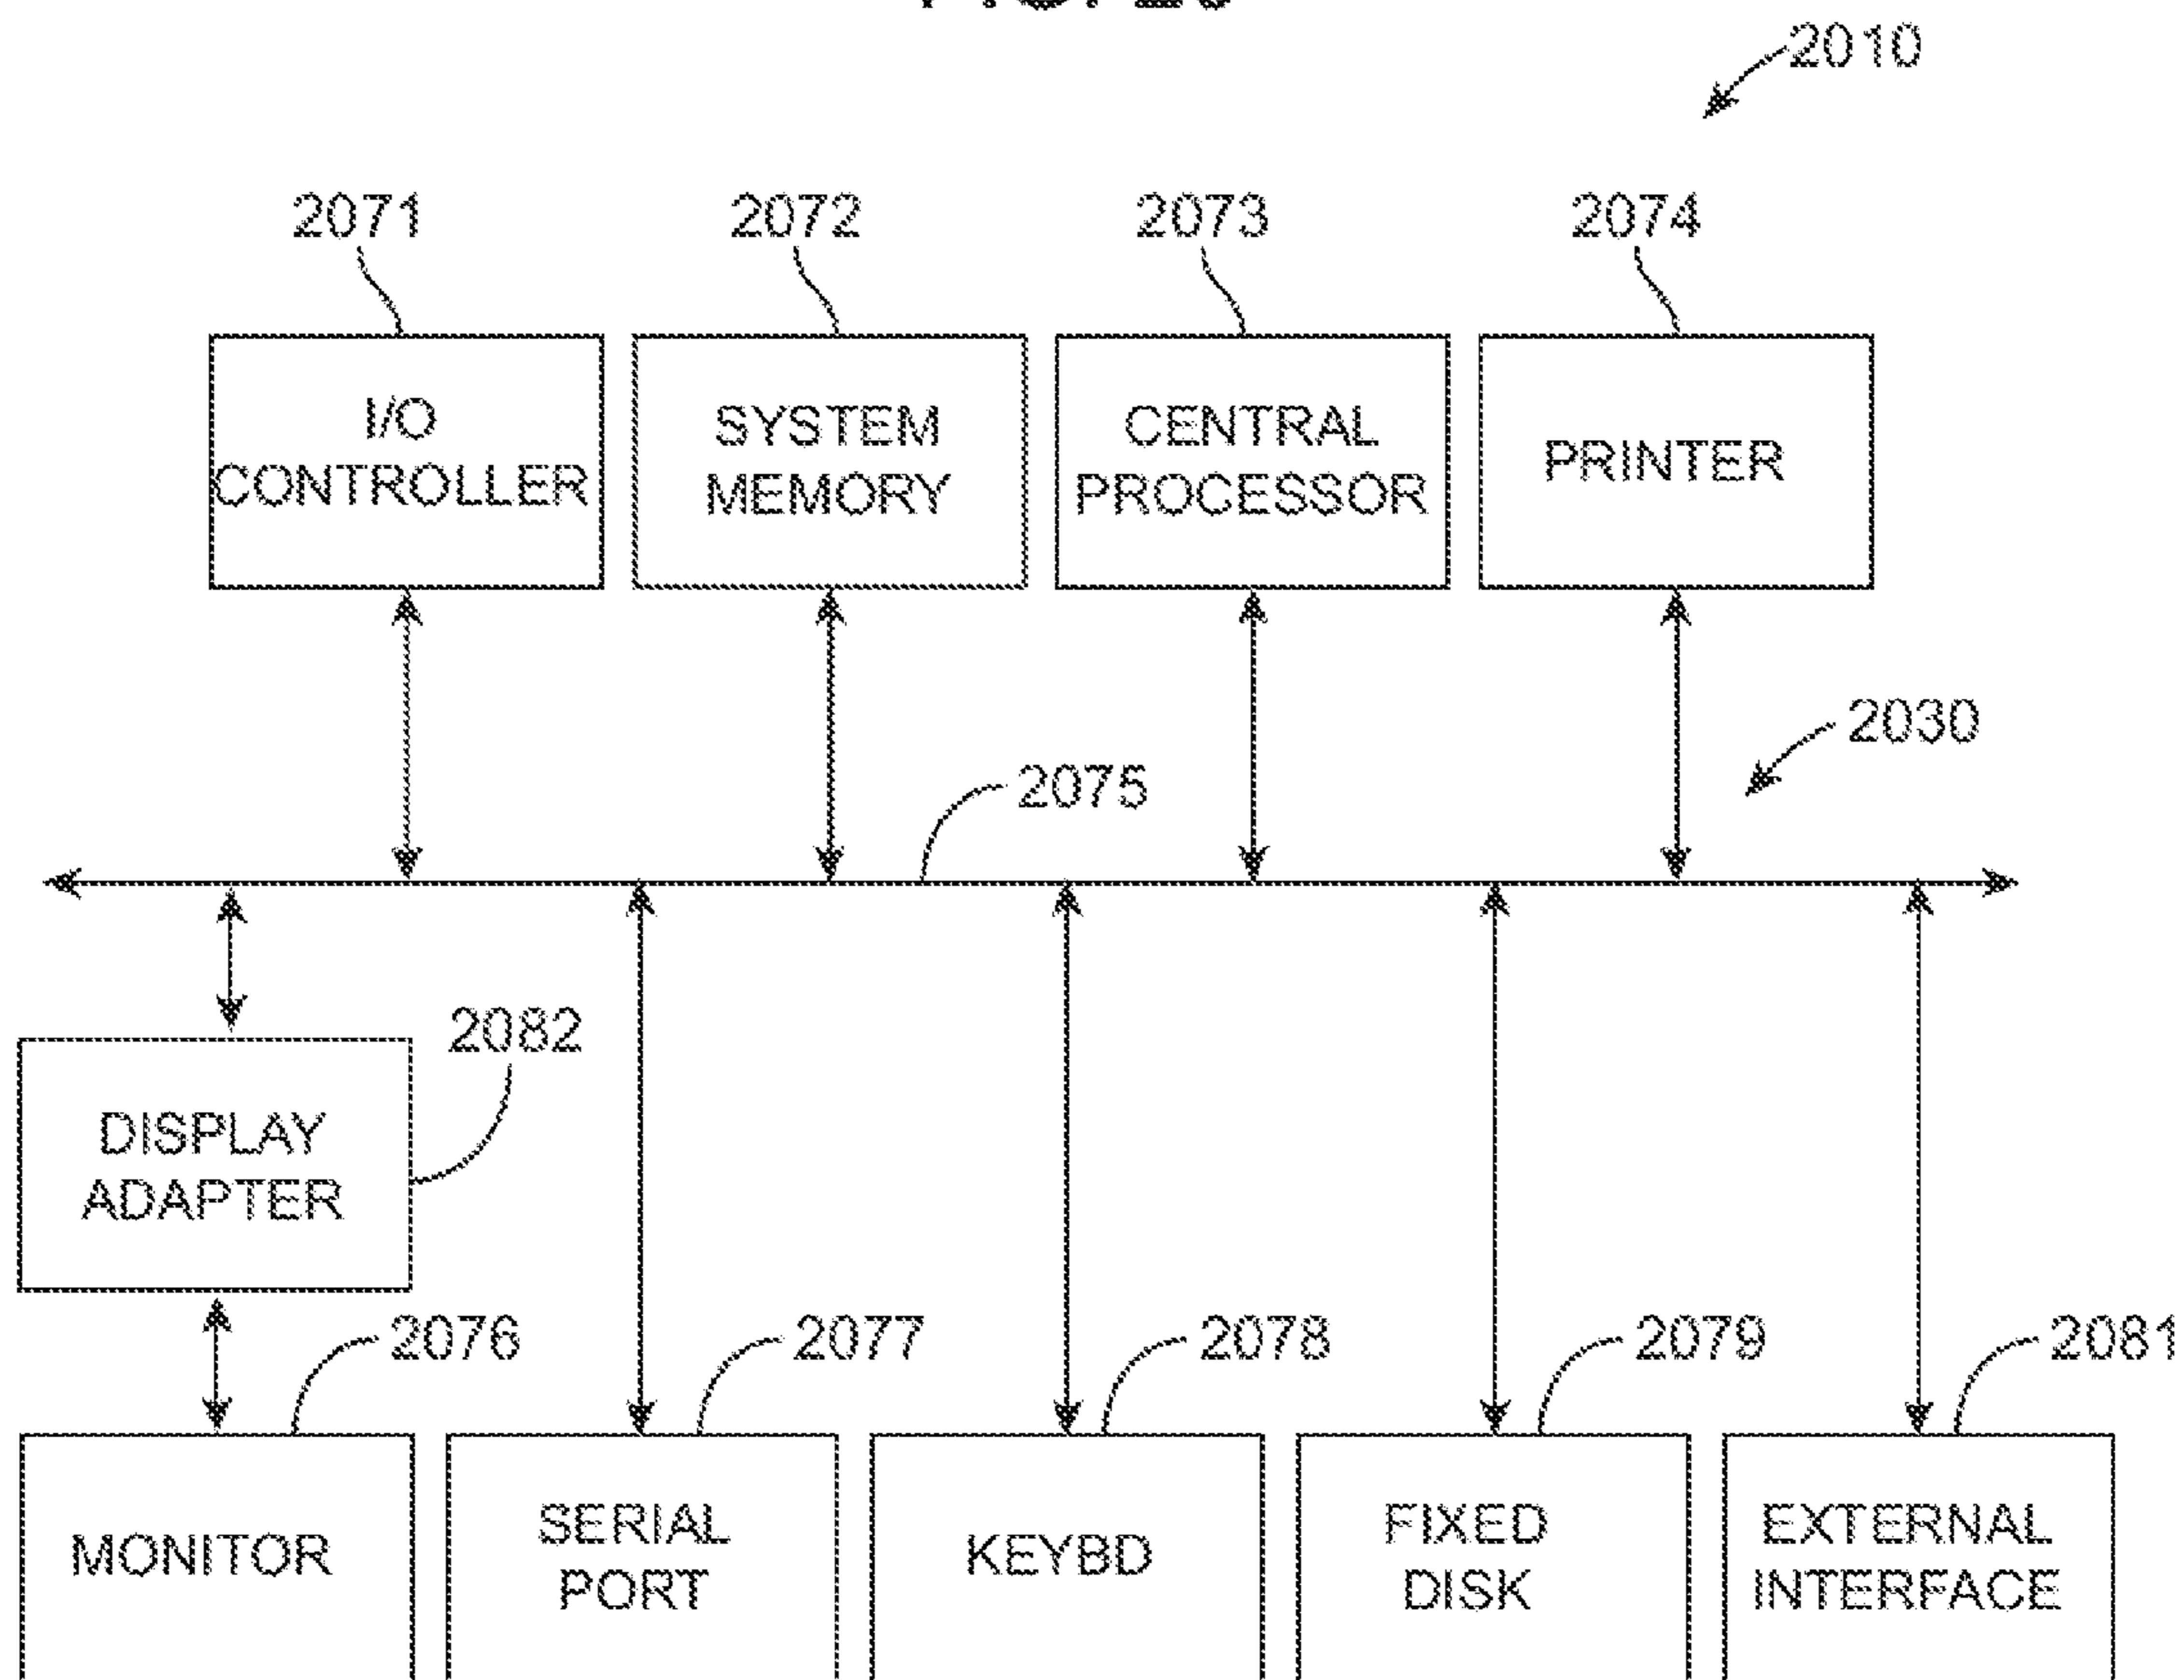 2010
2071
2072
2073
2074
I/O
CONTROLLER
SYSTEM
MEMORY
CENTRAL
PROCESSOR
PRINTER
2030
2075
2082
DISPLAY
ADAPTER
2076
2077
2078
2079
2081
MONITOR
SERIAL
PORT
KEYBD
FIXED
DISK
EXTERNAL
INTERFACE